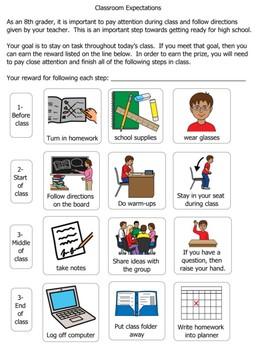 Classroom Expectations
As an 8th grader, it is important to pay attention during class and follow directions
given by your teacher.  This is an important step towards getting ready for high school.
Your goal is to stay on task throughout today's class.  If you meet that goal, then you
can earn the reward listed on the line below.  In order to earn the prize, you will need
to pay close attention and finish all of the following steps in class.
Your reward for following each step:
1-
Before
class
Turn in homework
school supplies
wear glasses
2-
Start
of
class
Follow directions
on the board
Do warm-ups
Stay in your seat
during class
3-
Middle
of
class
take notes
Share ideas with
the group
If you have a
question, then
raise your hand.
3-
End
of
class
Log off computer
Put class folder
away
Write homework
into planner